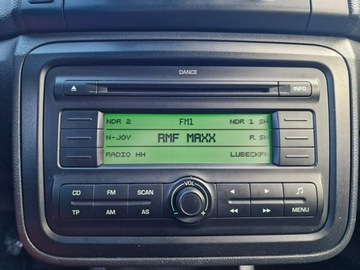 DANCE
INFO
NDR 2 FM1 NDR 1 SH
N-JOY RMF MAXX R.SH
RADIO HH LUBECKFM
CD FM SCAN VOL
TP AM AS MENU